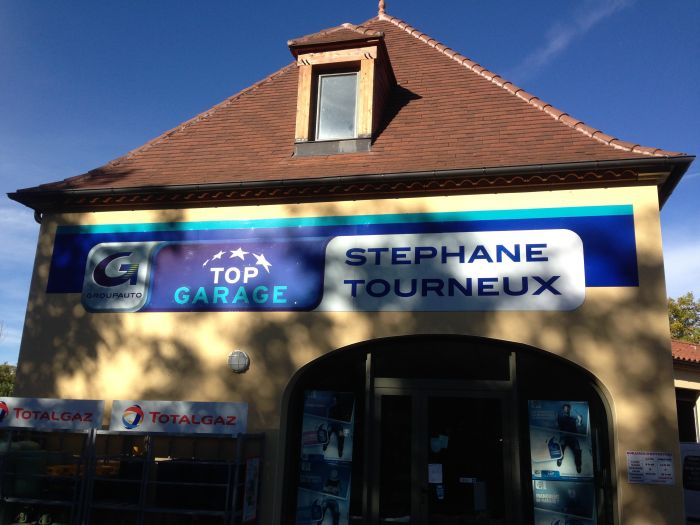 G
GROUPAUTO
TOP
GARAGE
STEPHANE
TOURNEUX
TOTALGAZ
TOTALGAZ